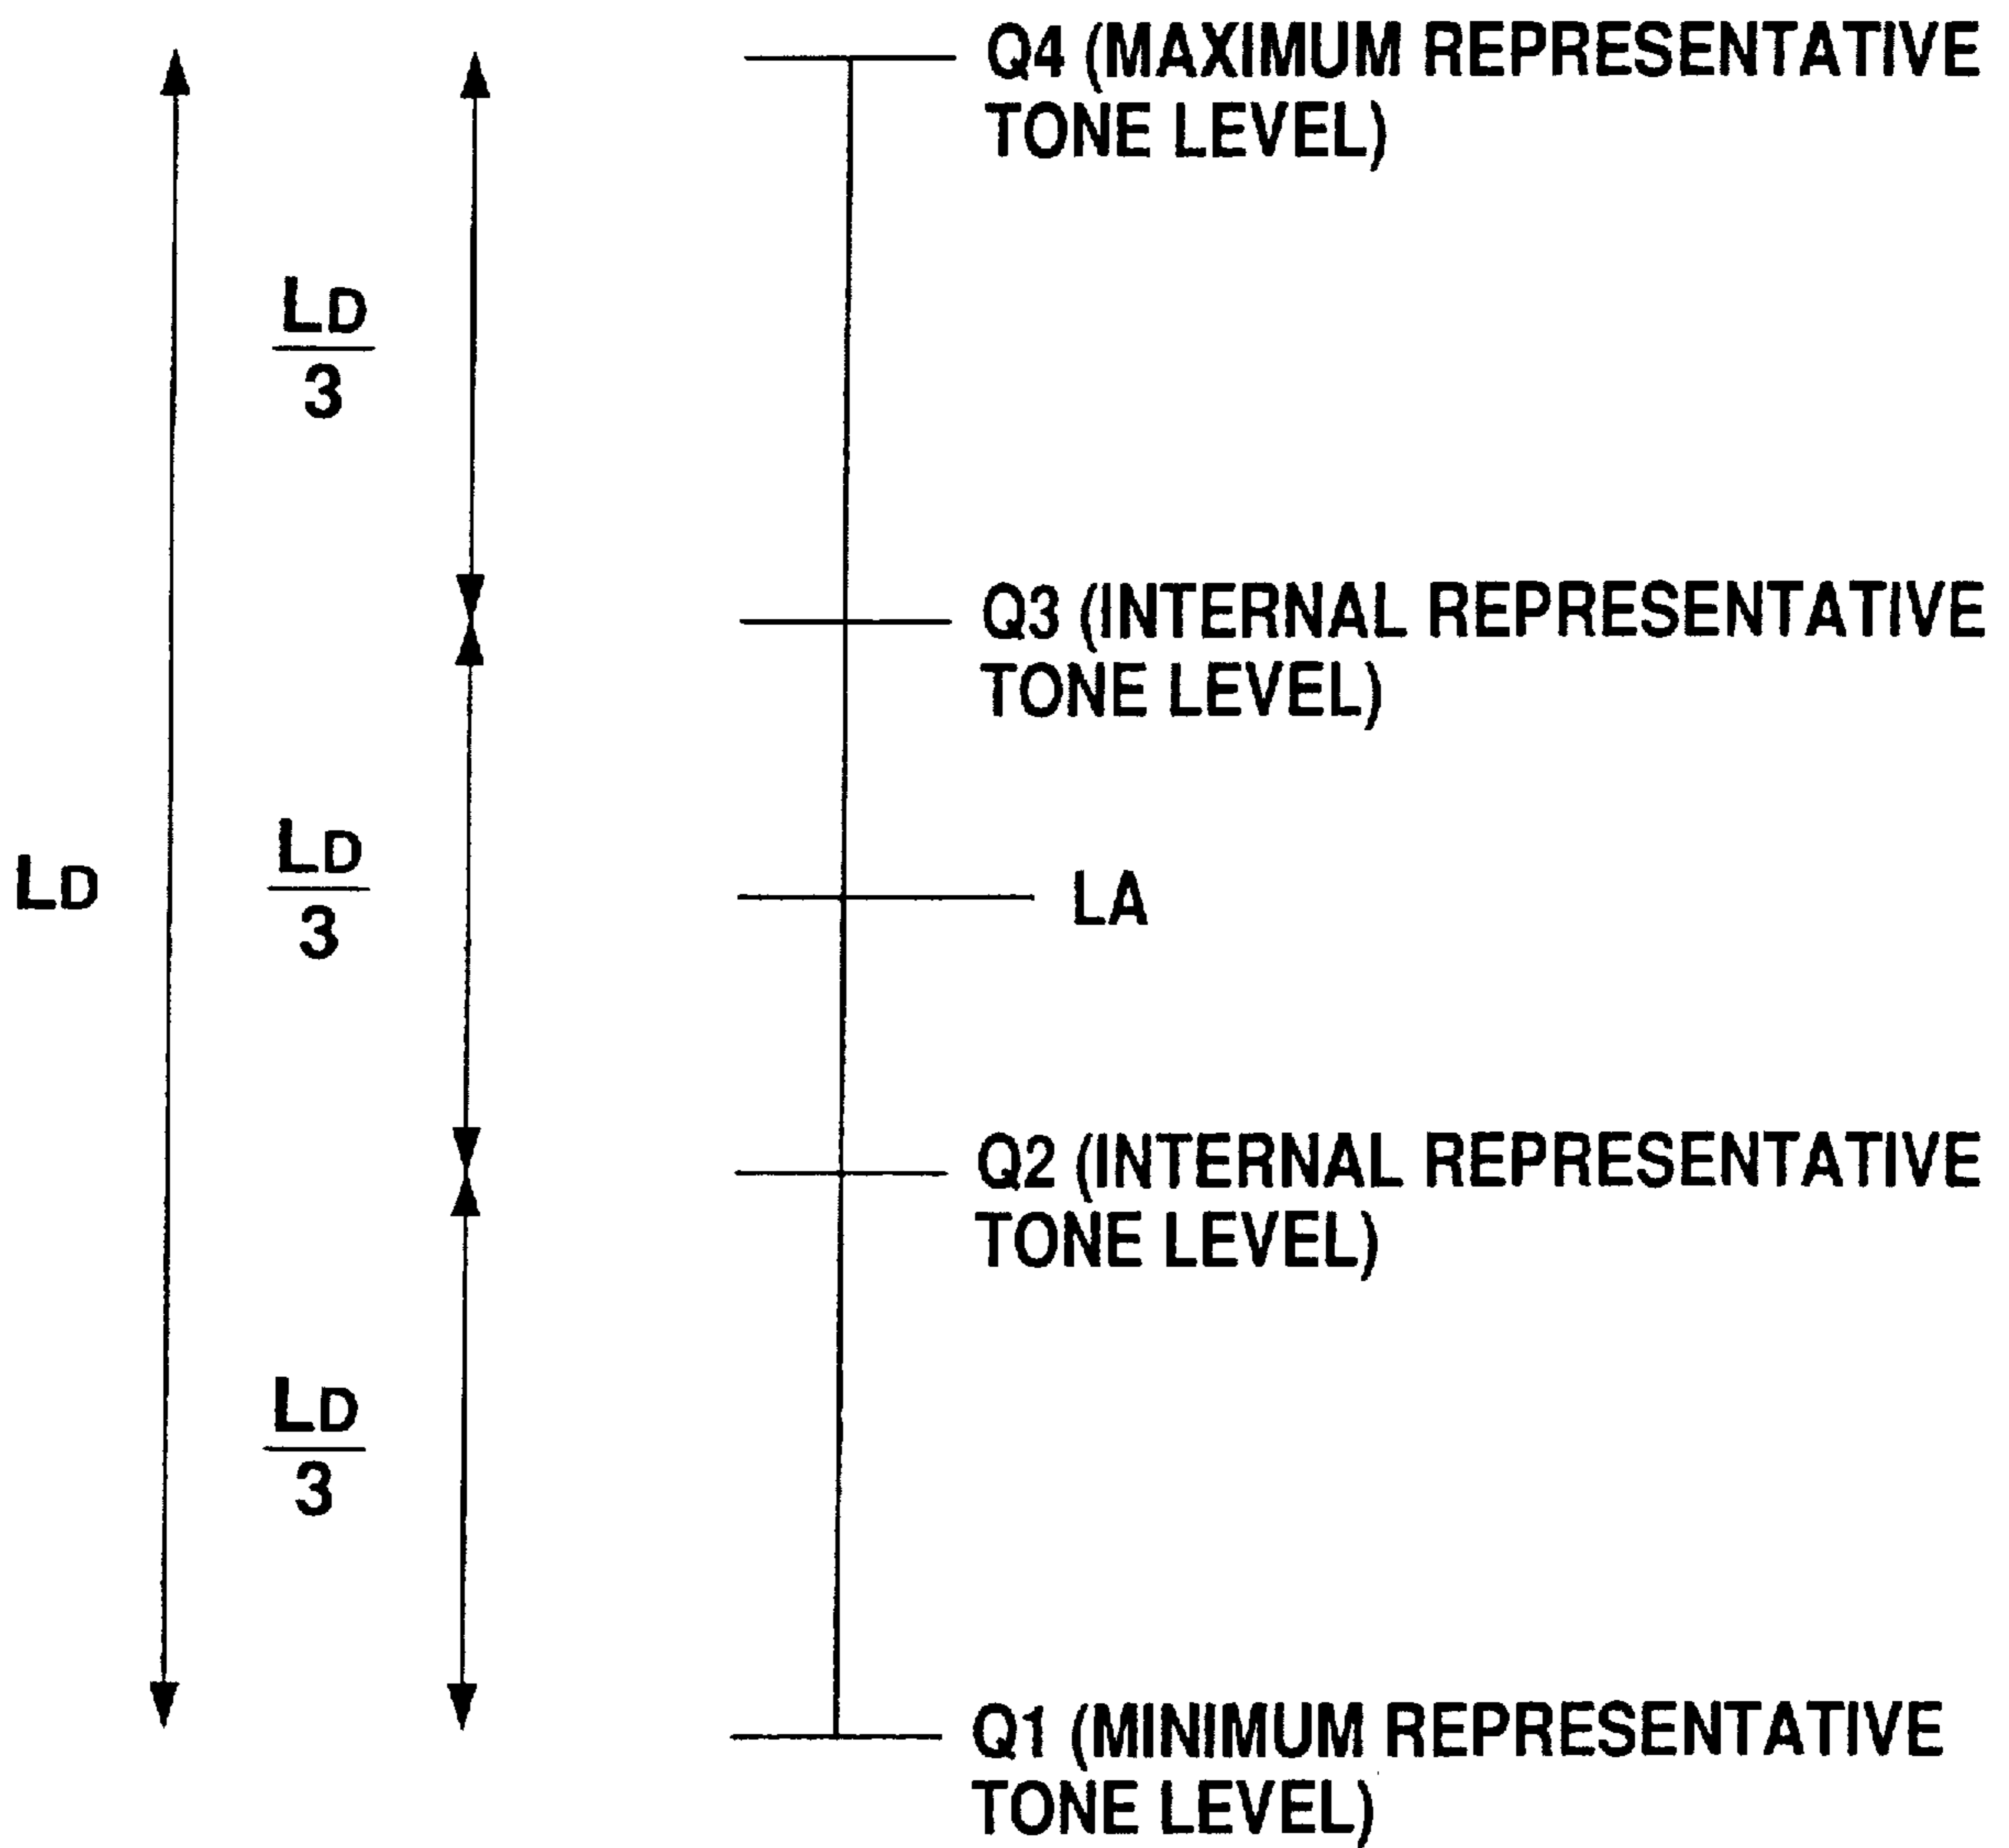 Q4 (MAXIMUM REPRESENTATIVE
TONE LEVEL)
LD
3
Q3 (INTERNAL REPRESENTATIVE
TONE LEVEL)
LD
LD
3
LA
Q2 (INTERNAL REPRESENTATIVE
TONE LEVEL)
LD
3
Q1 (MINIMUM REPRESENTATIVE
TONE LEVEL)